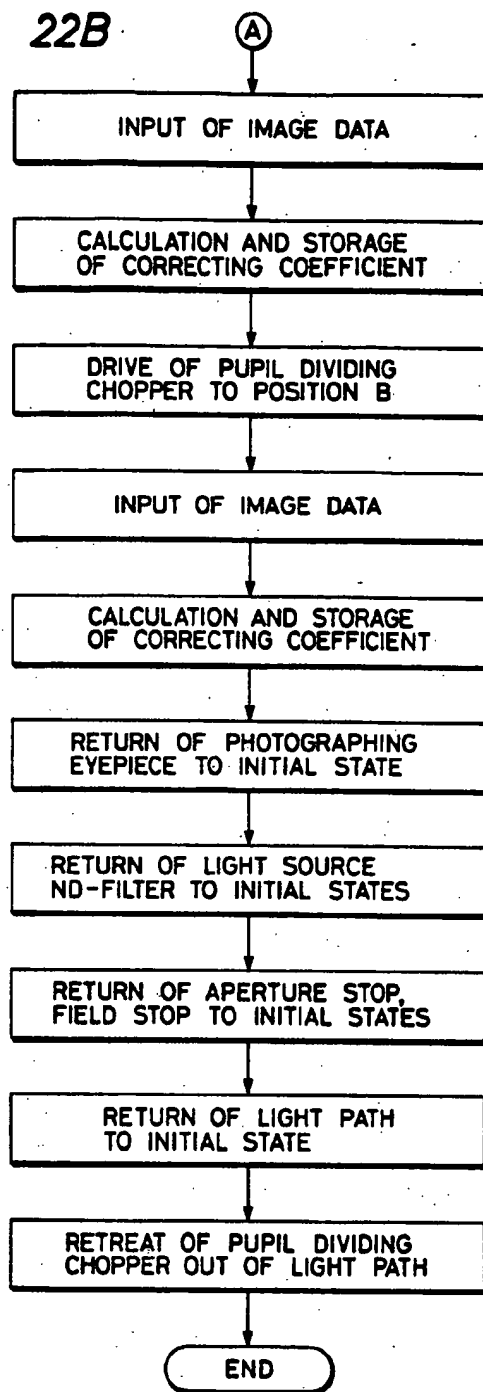 22B
A
INPUT OF IMAGE DATA
CALCULATION AND STORAGE
OF CORRECTING COEFFICIENT
DRIVE OF PUPIL DIVIDING
CHOPPER TO POSITION B
INPUT OF IMAGE DATA
CALCULATION AND STORAGE
OF CORRECTING COEFFICIENT
RETURN OF PHOTOGRAPHING
EYEPIECE TO INITIAL STATE
RETURN OF LIGHT SOURCE
ND-FILTER TO INITIAL STATES
RETURN OF APERTURE STOP,
FIELD STOP TO INITIAL STATES
RETURN OF LIGHT PATH
TO INITIAL STATE
RETREAT OF PUPIL DIVIDING
CHOPPER OUT OF LIGHT PATH
END